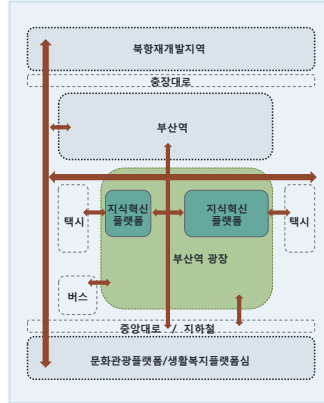 북항재개발지역
충장대로
부산역
지식혁신
플랫폼
지식혁신
플랫폼
택시
택시
부산역 광장
버스
중앙대로 / 지하철
문화관광플랫폼/생활복지플랫폼심